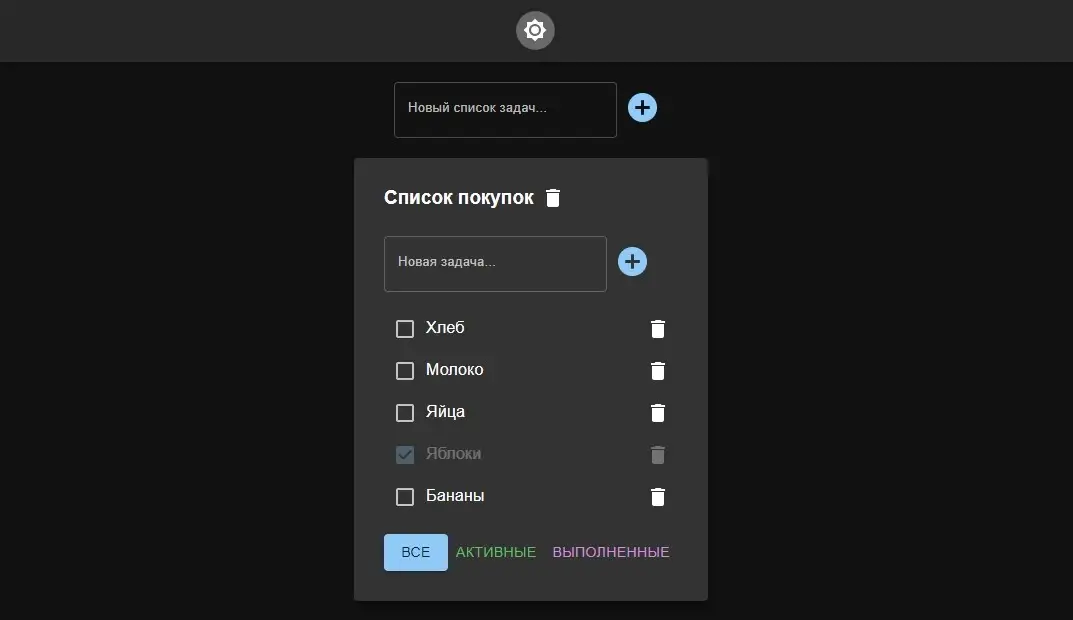 Новый список задач...
Список покупок
Новая задача...
Хлеб
Молоко
Яйца
Яблоки
Бананы
ВСЕ АКТИВНЫЕ ВЫПОЛНЕННЫЕ